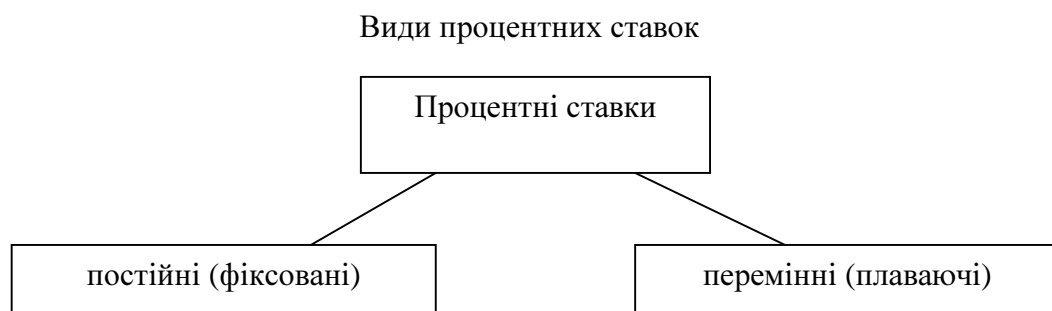 Види процентних ставок
Процентні ставки
постійні (фіксовані)
перемінні (плаваючі)